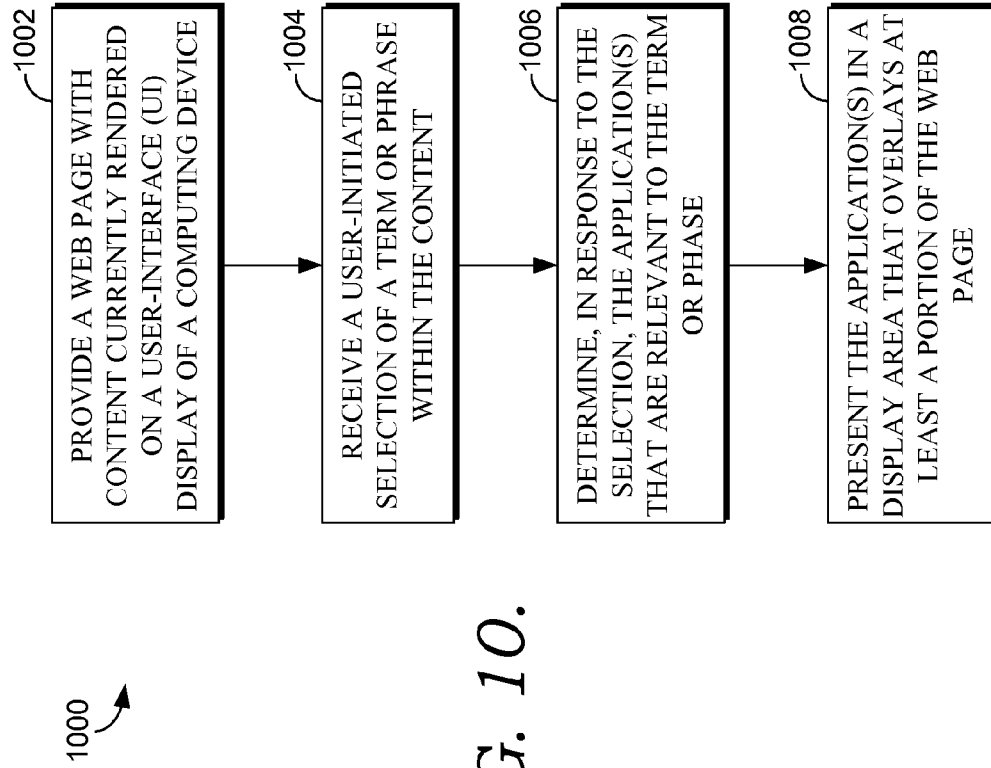 1000
1002
PROVIDE A WEB PAGE WITH
CONTENT CURRENTLY RENDERED
ON A USER-INTERFACE (UI)
DISPLAY OF A COMPUTING DEVICE
1004
RECEIVE A USER-INITIATED
SELECTION OF A TERM OR PHRASE
WITHIN THE CONTENT
1006
DETERMINE, IN RESPONSE TO THE
SELECTION, THE APPLICATION(S)
THAT ARE RELEVANT TO THE TERM
OR PHASE
1008
PRESENT THE APPLICATION(S) IN A
DISPLAY AREA THAT OVERLAYS AT
LEAST A PORTION OF THE WEB
PAGE
G. 10.